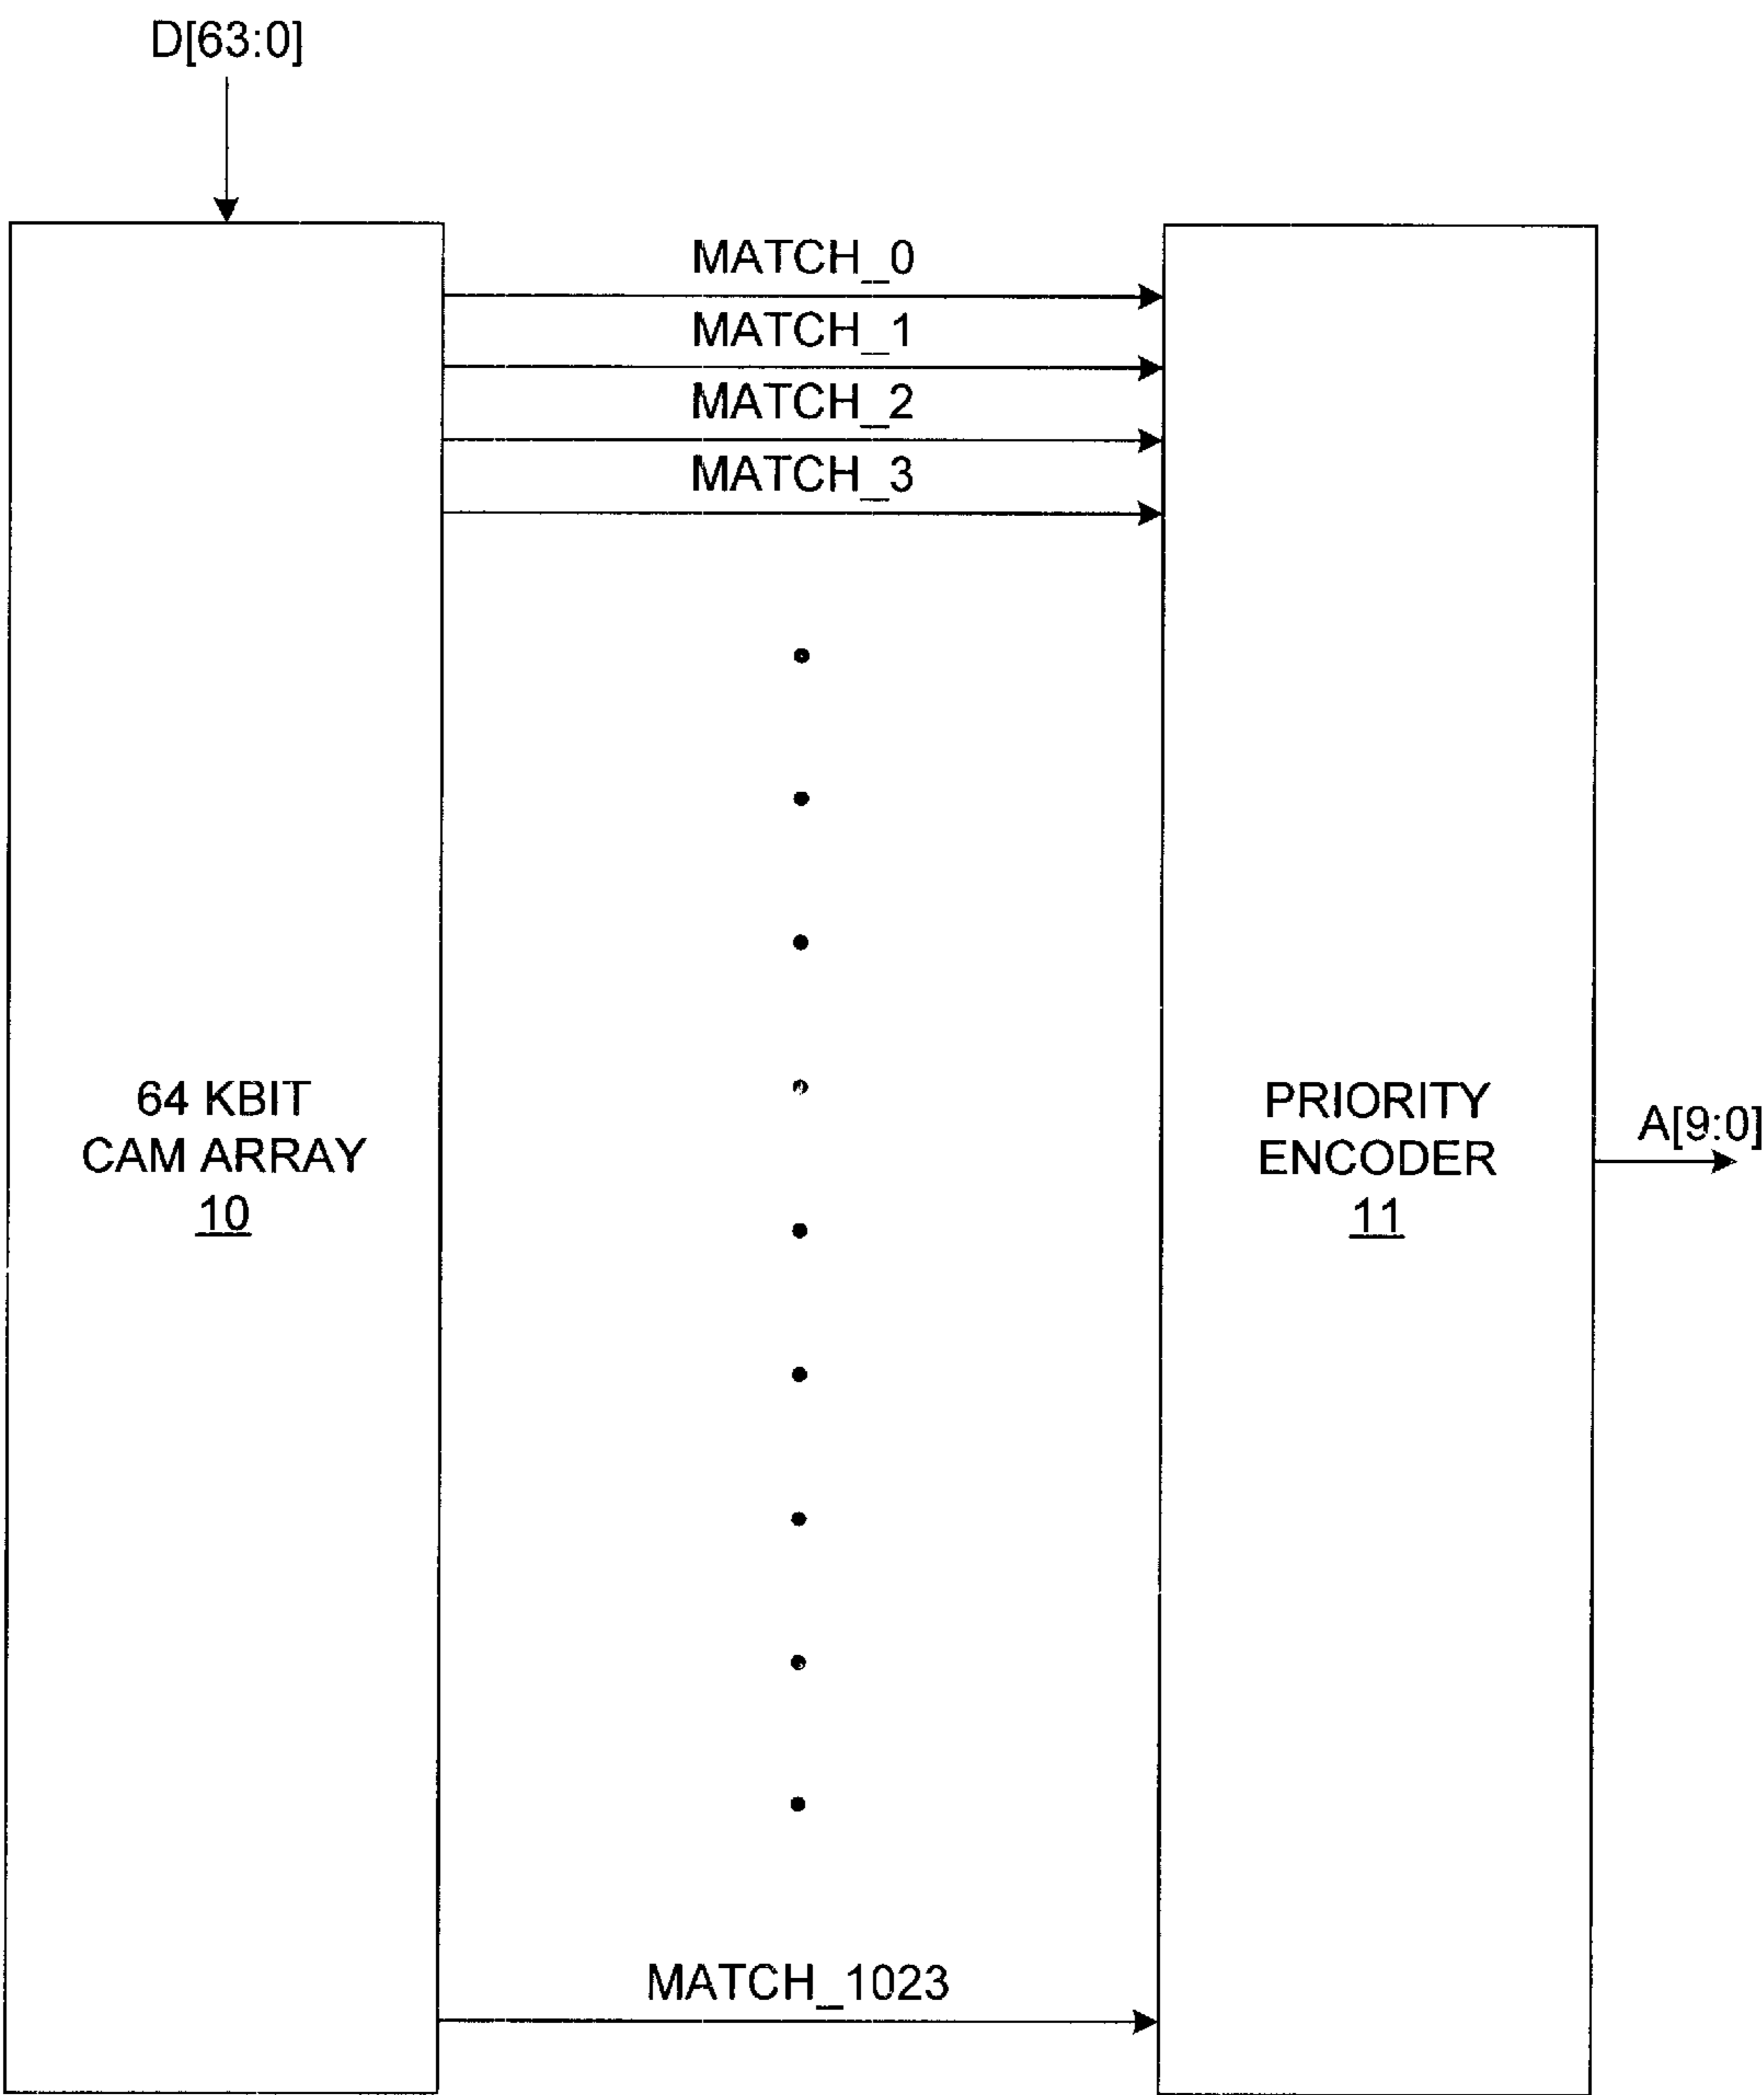 D[63:0]
MATCH_0
MATCH_1
MATCH_2
MATCH_3
64 KBIT
CAM ARRAY
10
PRIORITY
ENCODER
11
A[9:0]
MATCH_1023